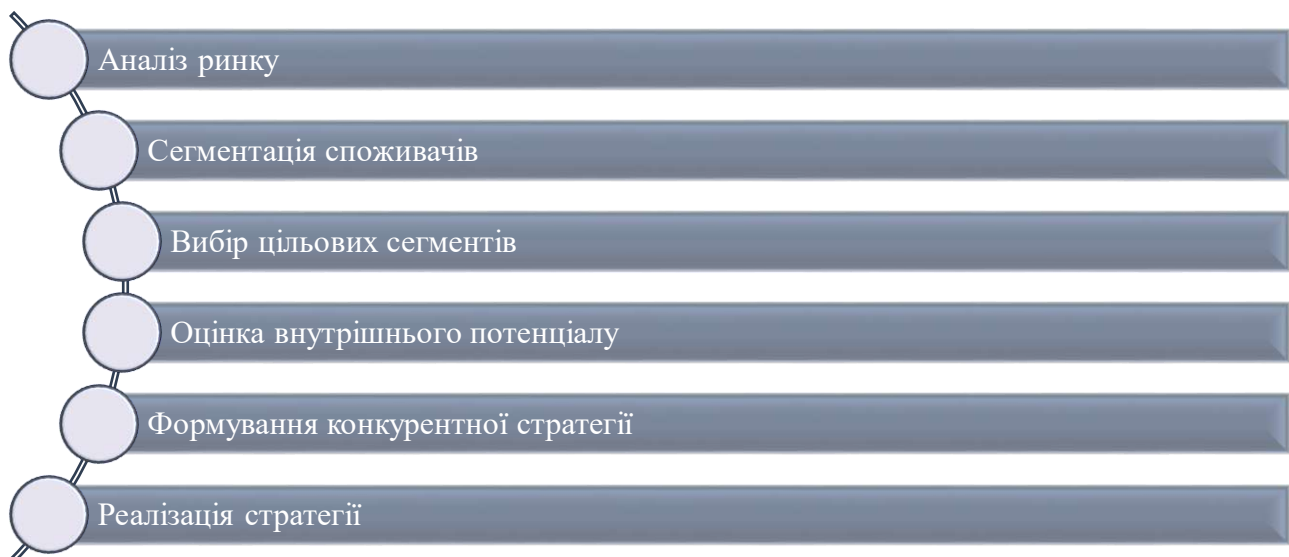 Аналіз ринку
Сегментація споживачів
Вибір цільових сегментів
Оцінка внутрішнього потенціалу
Формування конкурентної стратегії
Реалізація стратегії